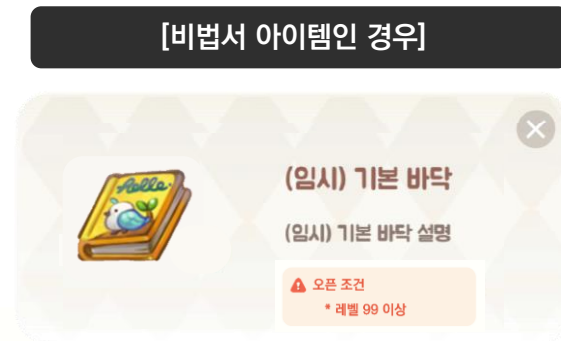 [비법서 아이템인 경우]
Hello
(임시) 기본 바닥
(임시) 기본 바닥 설명
오픈 조건
* 레벨 99 이상